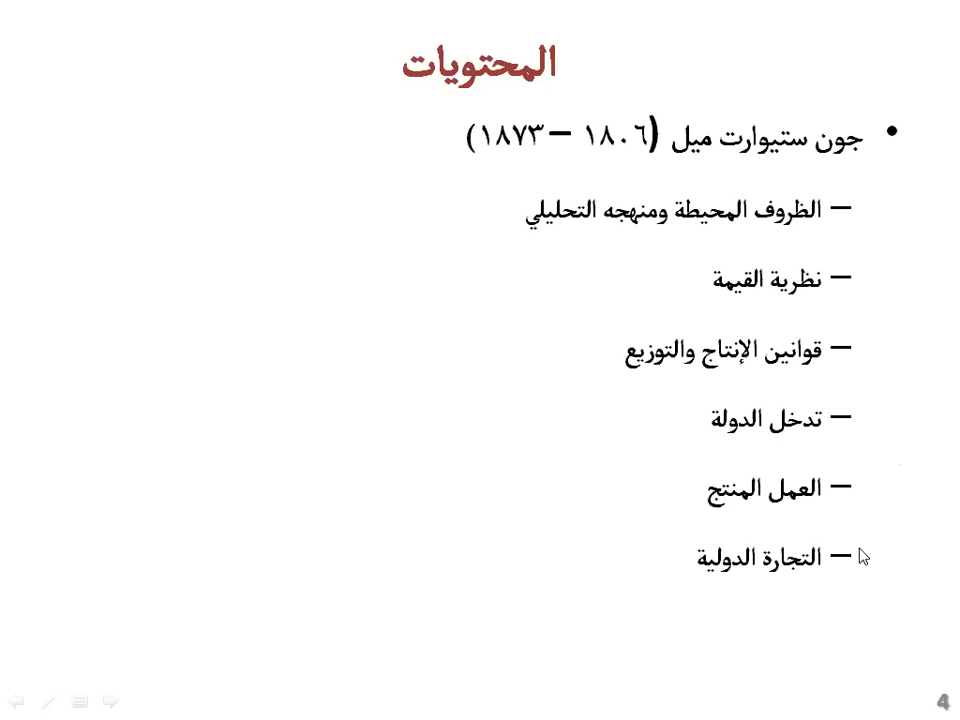 المحتويات
• جون ستيوارت ميل (١٨٠٦ – ١٨٧٣)
– الظروف المحيطة ومنهجه التحليلي
– نظرية القيمة
– قوانين الإنتاج والتوزيع
– تدخل الدولة
– العمل المنتج
– التجارة الدولية
4